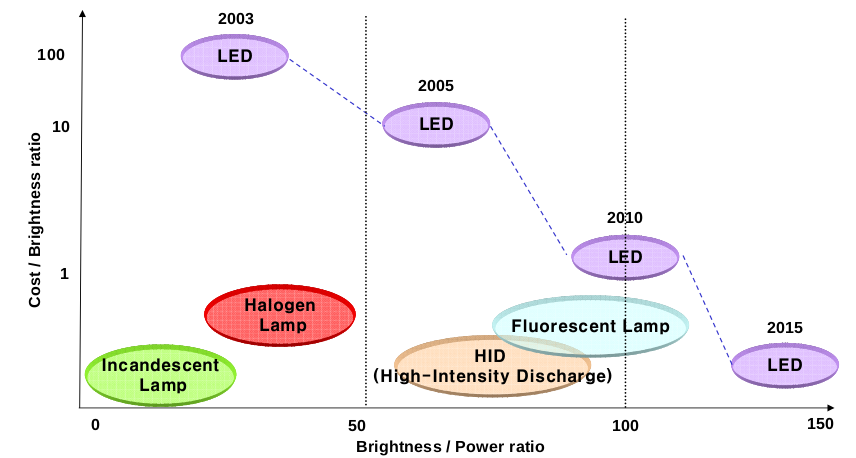 2003
100
LED
2005
10
LED
Cost / Brightness ratio
2010
LED
1
Halogen
Lamp
Fluorescent Lamp
2015
Incandescent
Lamp
HID
(High-Intensity Discharge)
LED
0
50
100
150
Brightness / Power ratio